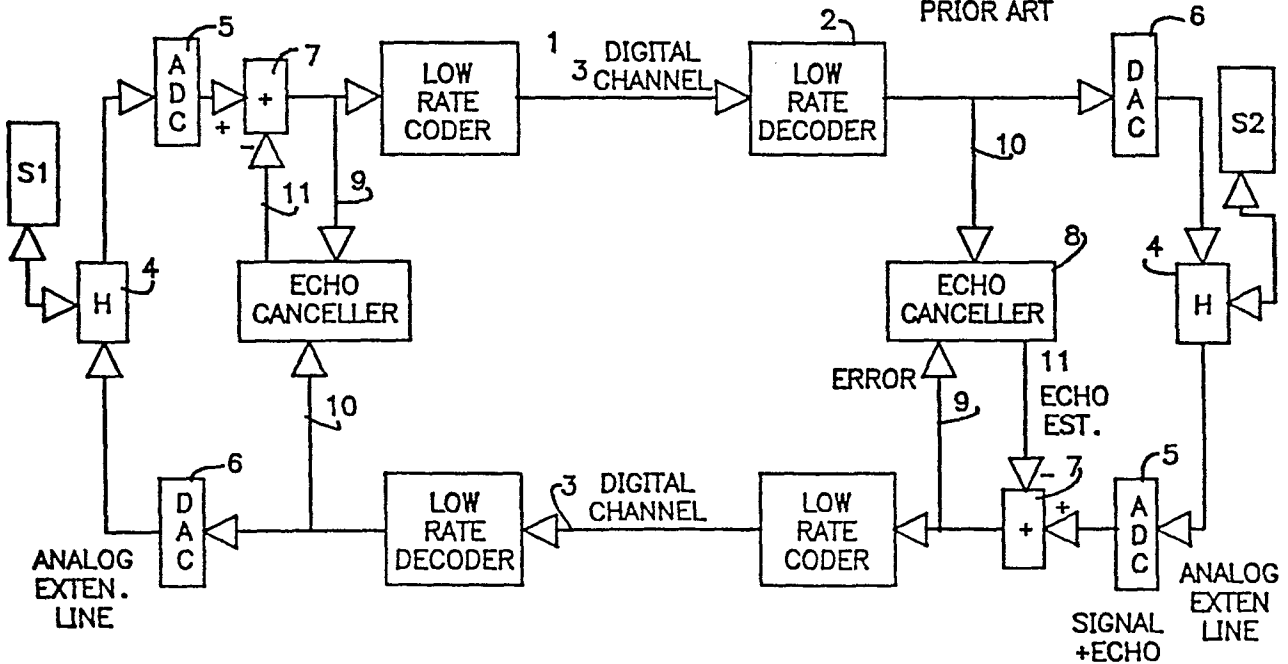 PRIOR ART
5
7
1
2
6
A
D
C
+
+
-
LOW
RATE
CODER
DIGITAL
3 CHANNEL
LOW
RATE
DECODER
D
A
C
S1
S2
11
9
10
4
H
ECHO
CANCELLER
ECHO
CANCELLER
8
4
H
10
ERROR
9
11
ECHO
EST.
6
D
A
C
LOW
RATE
DECODER
3
DIGITAL
CHANNEL
LOW
RATE
CODER
-
7
+
+
5
A
D
C
ANALOG
EXTEN.
LINE
ANALOG
EXTEN
LINE
SIGNAL
+ECHO